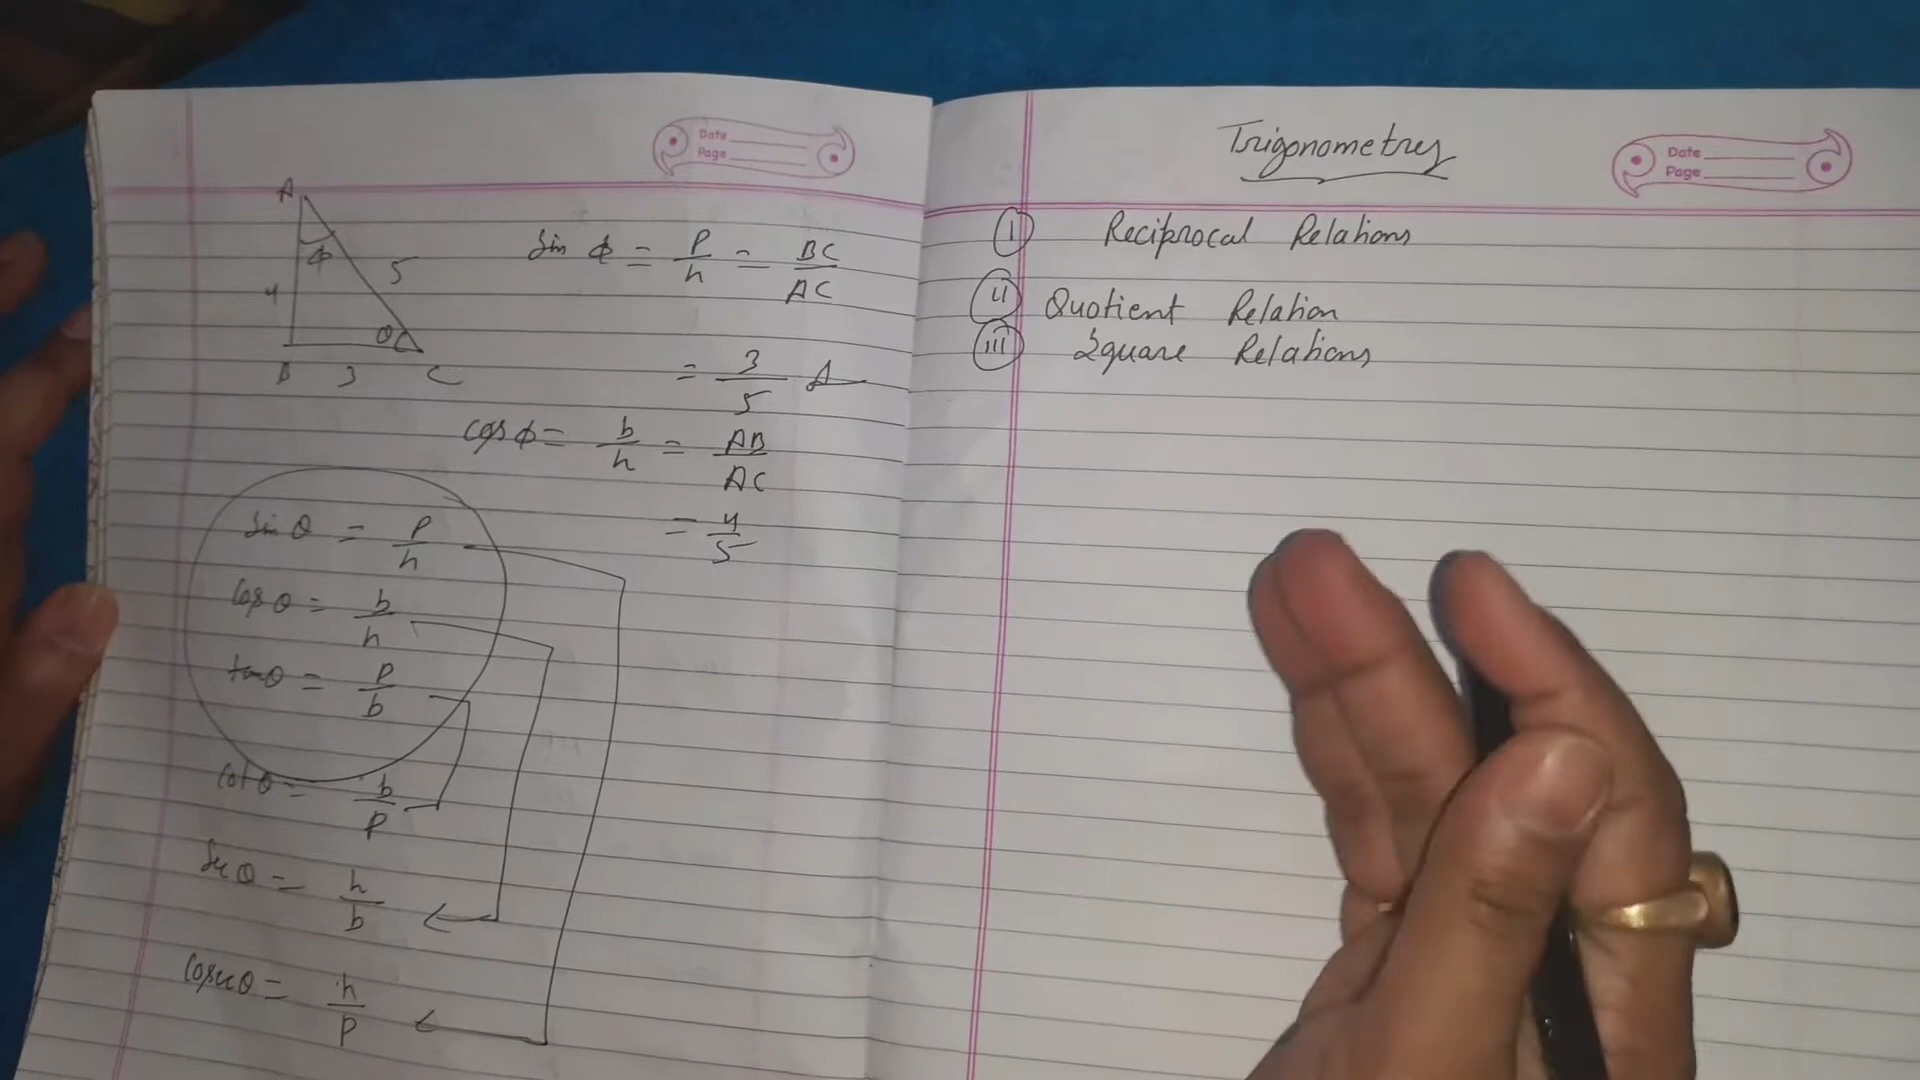 Date
Page
A
ϕ
4
5
θ
B 3 C
Sin ϕ = P/h = BC/AC
= 3/5
cos ϕ = b/h = AB/AC
= 4/5
Sin θ = P/h
Cos θ = b/h
tan θ = P/b
Cot θ = b/P
Sec θ = h/b
Cosec θ = h/P
Trigonometry
Date
Page
I Reciprocal Relations
II Quotient Relation
III Square Relations